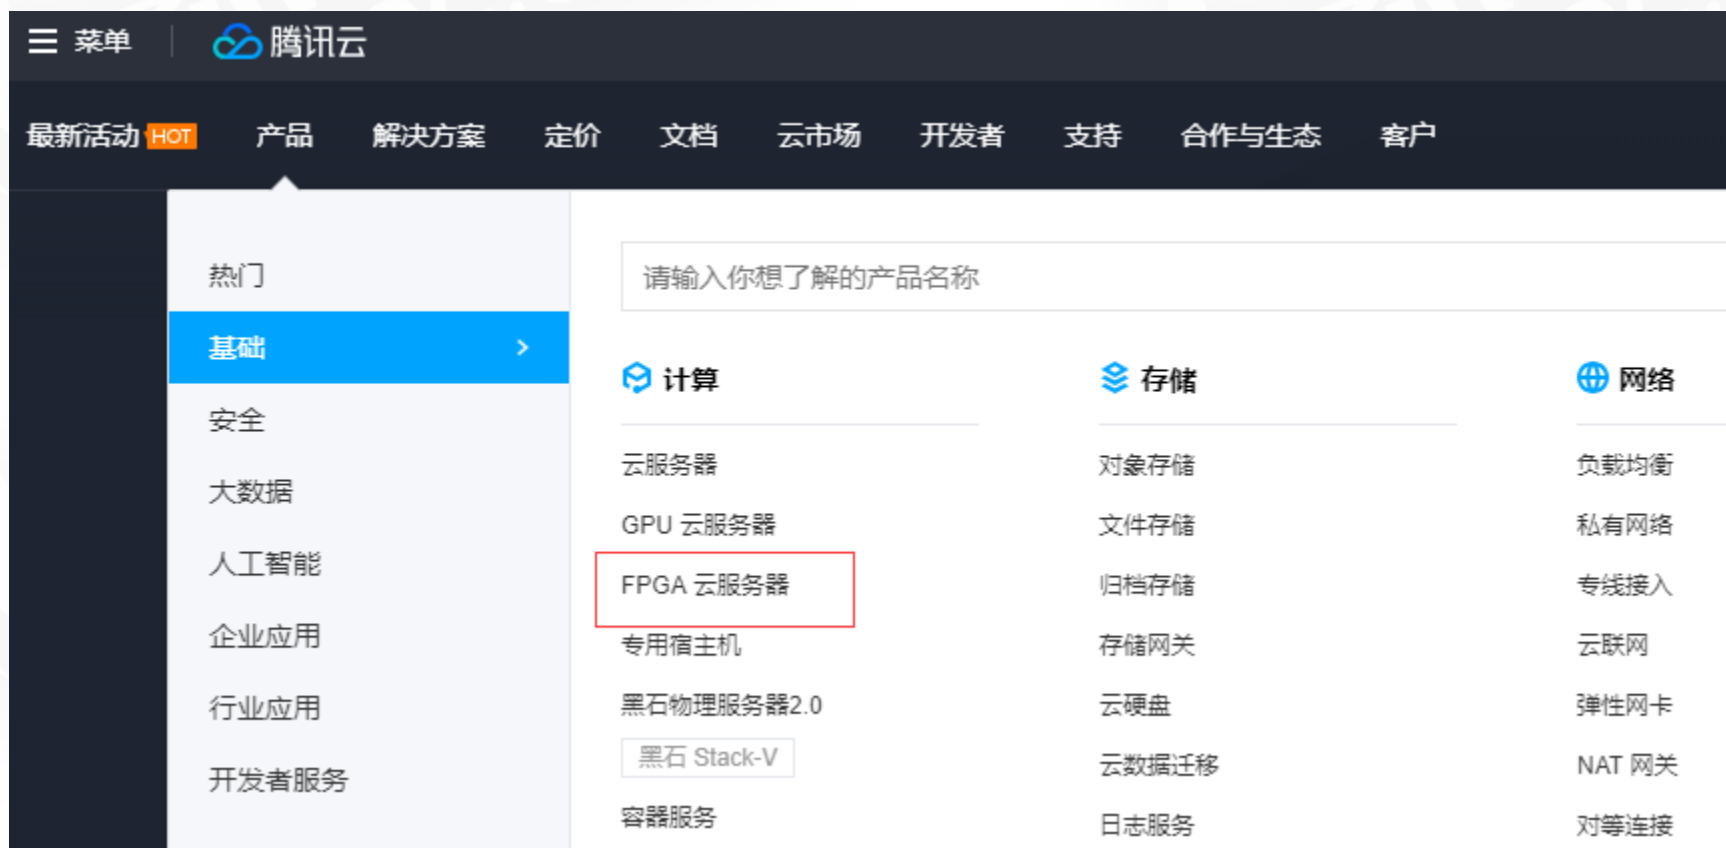 菜单 腾讯云
最新活动 HOT 产品 解决方案 定价 文档 云市场 开发者 支持 合作与生态 客户
热门
基础
安全
大数据
人工智能
企业应用
行业应用
开发者服务
请输入你想了解的产品名称
计算
云服务器
GPU 云服务器
FPGA 云服务器
专用宿主机
黑石物理服务器2.0
黑石 Stack-V
容器服务
存储
对象存储
文件存储
归档存储
存储网关
云硬盘
云数据迁移
日志服务
网络
负载均衡
私有网络
专线接入
云联网
弹性网卡
NAT 网关
对等连接